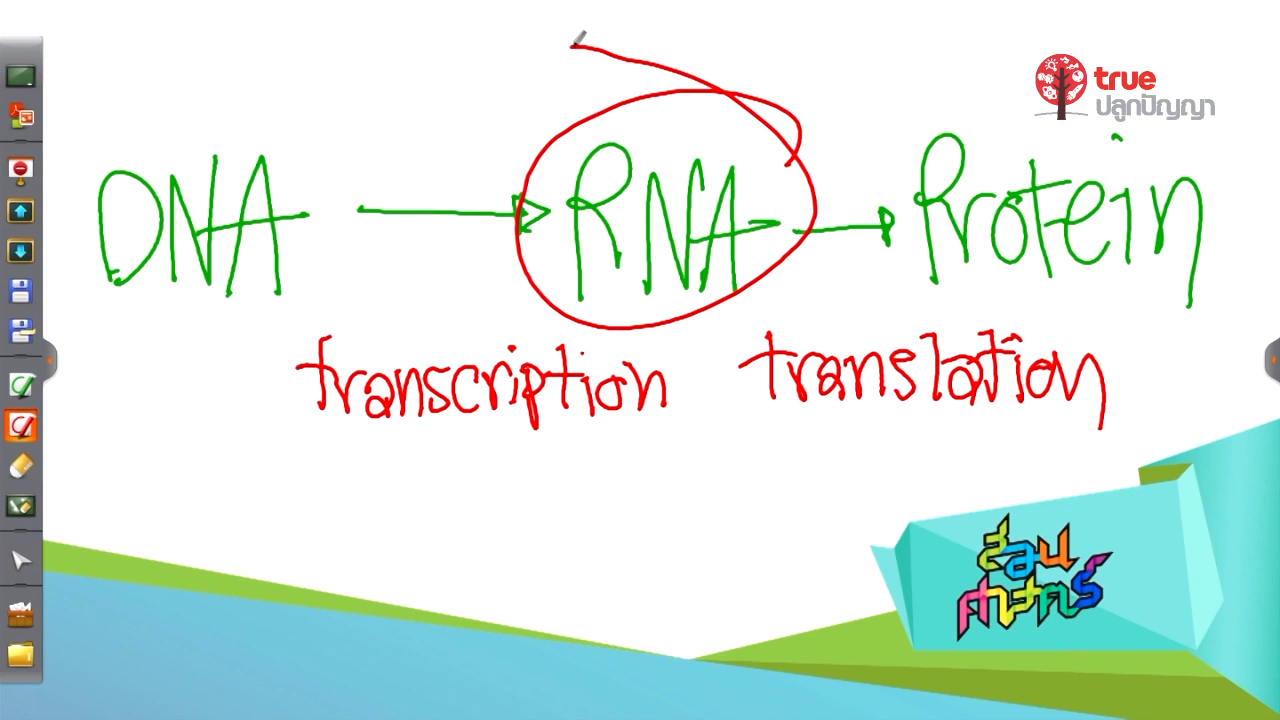 true
ปลูกปัญญา
DNA → RNA → Protein
transcription translation
สอน
ศาสตร์